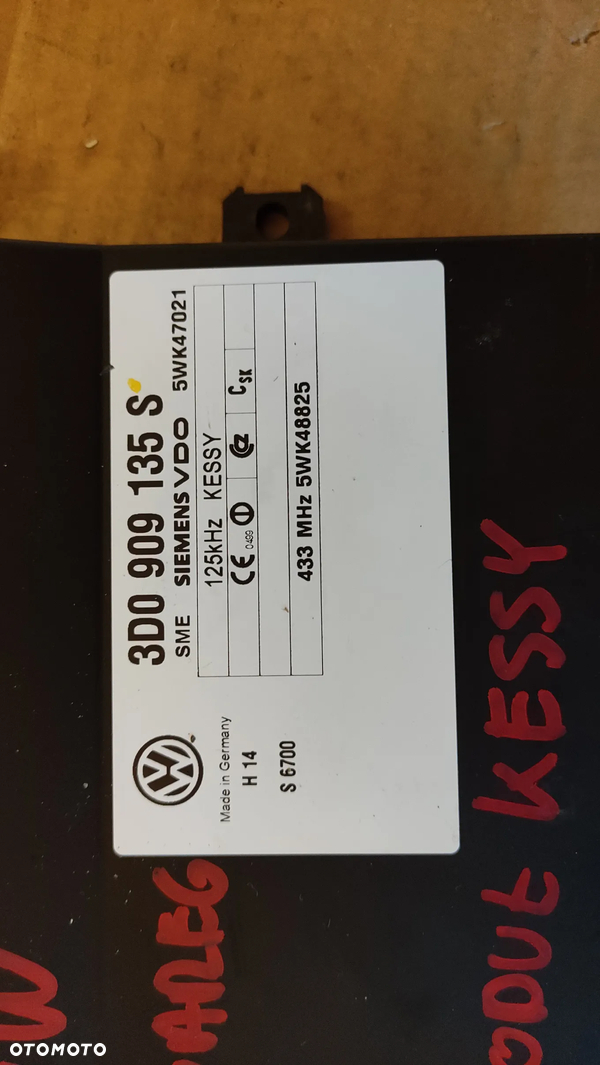 3D0 909 135 S
SME SIEMENS VDO 5WK47021
125kHz KESSY
CE 0499 CSK
433 MHz 5WK48825
Made in Germany
H 14
S 6700
KESSY
OTOMOTO